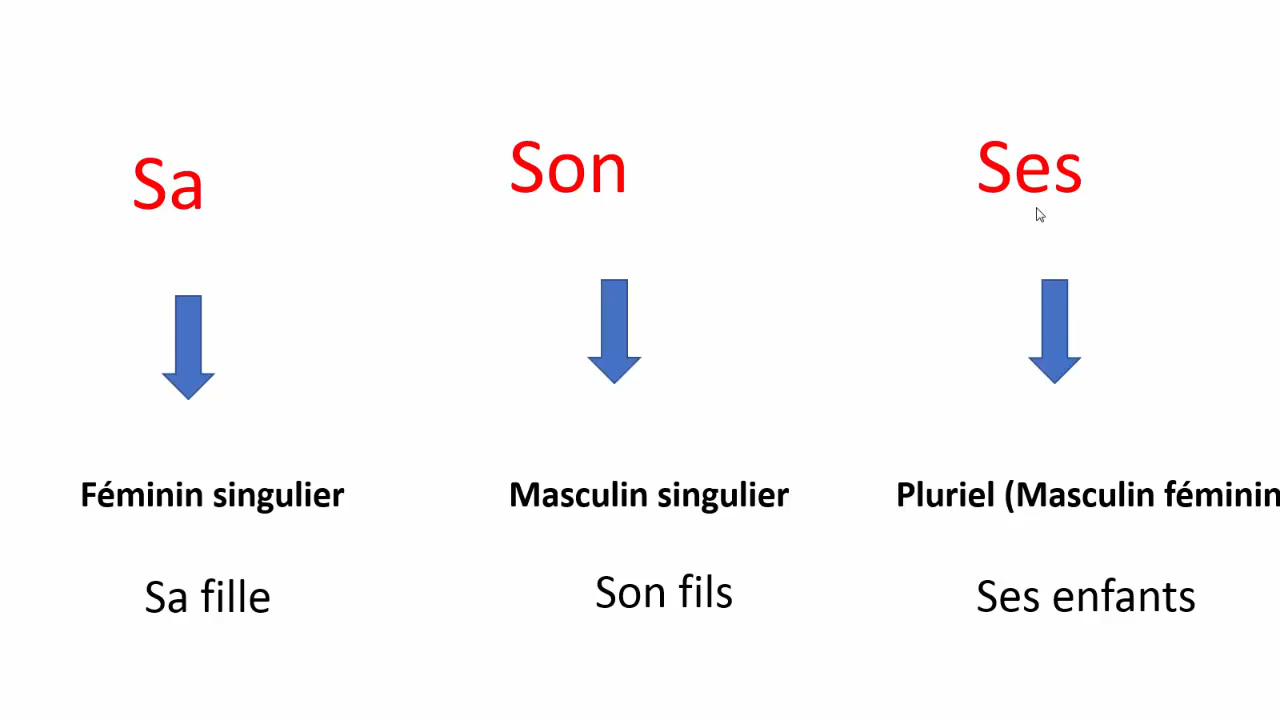 Sa
Son
Ses
Féminin singulier
Masculin singulier
Pluriel (Masculin féminin
Sa fille
Son fils
Ses enfants